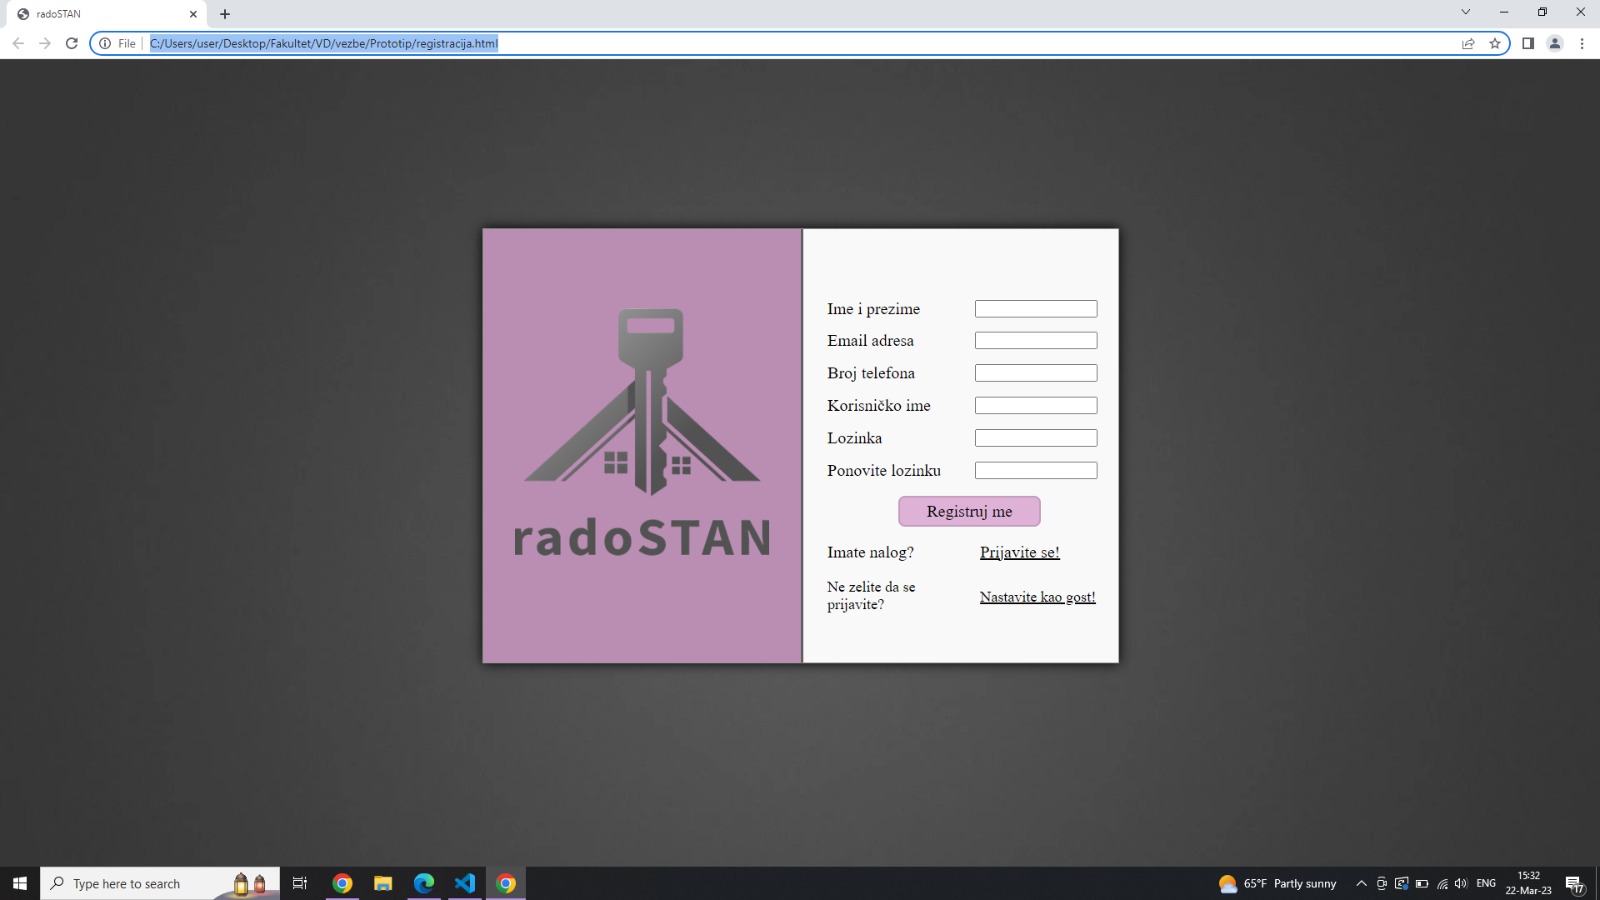 radoSTAN
File
C:/Users/user/Desktop/Fakultet/VD/vezbe/Prototip/registracija.html
radoSTAN
Ime i prezime
Email adresa
Broj telefona
Korisničko ime
Lozinka
Ponovite lozinku
Registruj me
Imate nalog? Prijavite se!
Ne zelite da se
prijavite?
Nastavite kao gost!
Type here to search
65°F Partly sunny
ENG
15:32
22-Mar-23
17